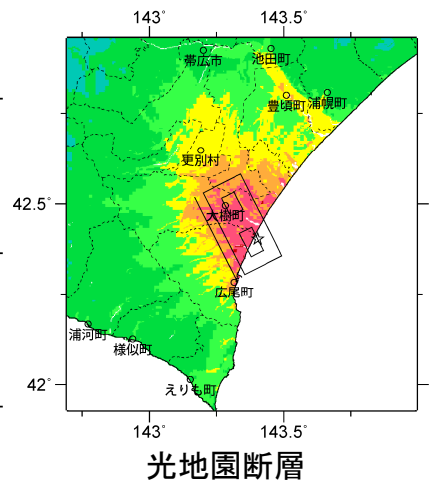 143° 143.5°
池田町
帯広市
豊頃町 浦幌町
更別村
42.5°
大樹町
広尾町
浦河町
様似町
42°
えりも町
143° 143.5°
光地園断層